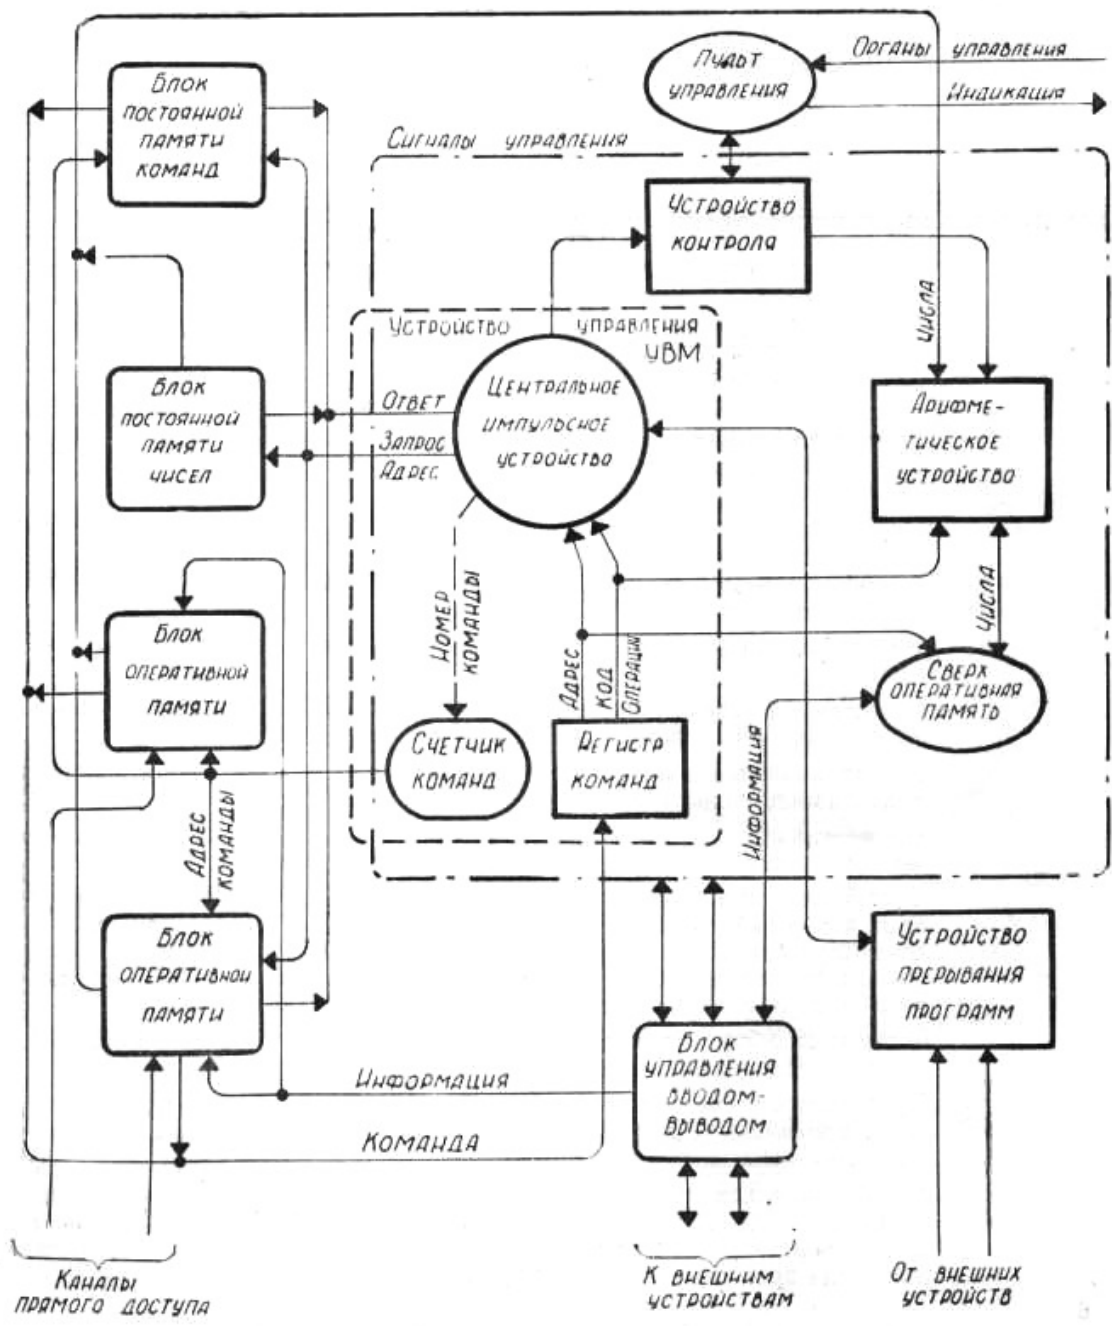 Органы управления
Пульт
управления
Индикация
Блок
постоянной
памяти
команд
Сигналы управления
Устройство
контроля
Числа
Устройство управления
УВМ
Блок
постоянной
памяти
чисел
Ответ
Запрос
Адрес
Центральное
импульсное
устройство
Арифме-
тическое
устройство
Номер
команды
Адрес
Код
операции
Числа
Блок
оперативной
памяти
Сверх
оперативная
память
Счетчик
команд
Регистр
команд
Информация
Адрес
команды
Блок
оперативной
памяти
Устройство
прерывания
программ
Блок
управления
вводом-
выводом
Информация
Команда
Каналы
прямого доступа
К внешним
устройствам
От внешних
устройств